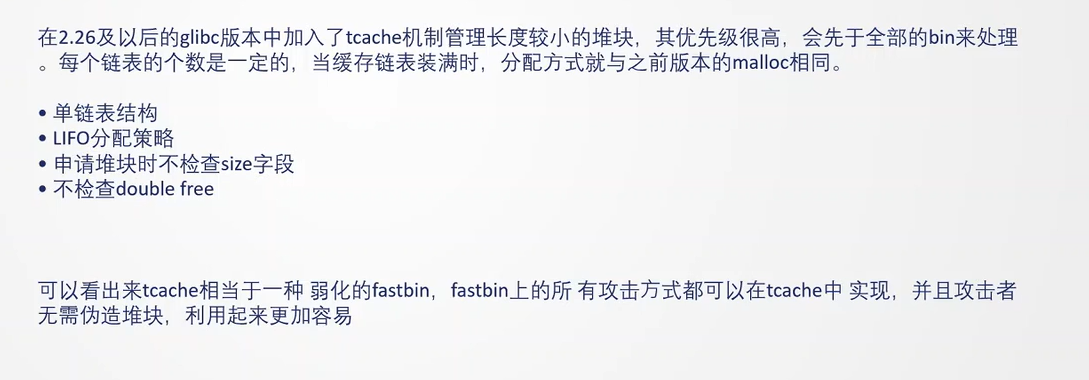 在2.26及以后的glibc版本中加入了tcache机制管理长度较小的堆块，其优先级很高，会先于全部的bin来处理
。每个链表的个数是一定的，当缓存链表装满时，分配方式就与之前版本的malloc相同。
• 单链表结构
• LIFO分配策略
• 申请堆块时不检查size字段
• 不检查double free
可以看出来tcache相当于一种 弱化的fastbin，fastbin上的所 有攻击方式都可以在tcache中 实现，并且攻击者
无需伪造堆块，利用起来更加容易